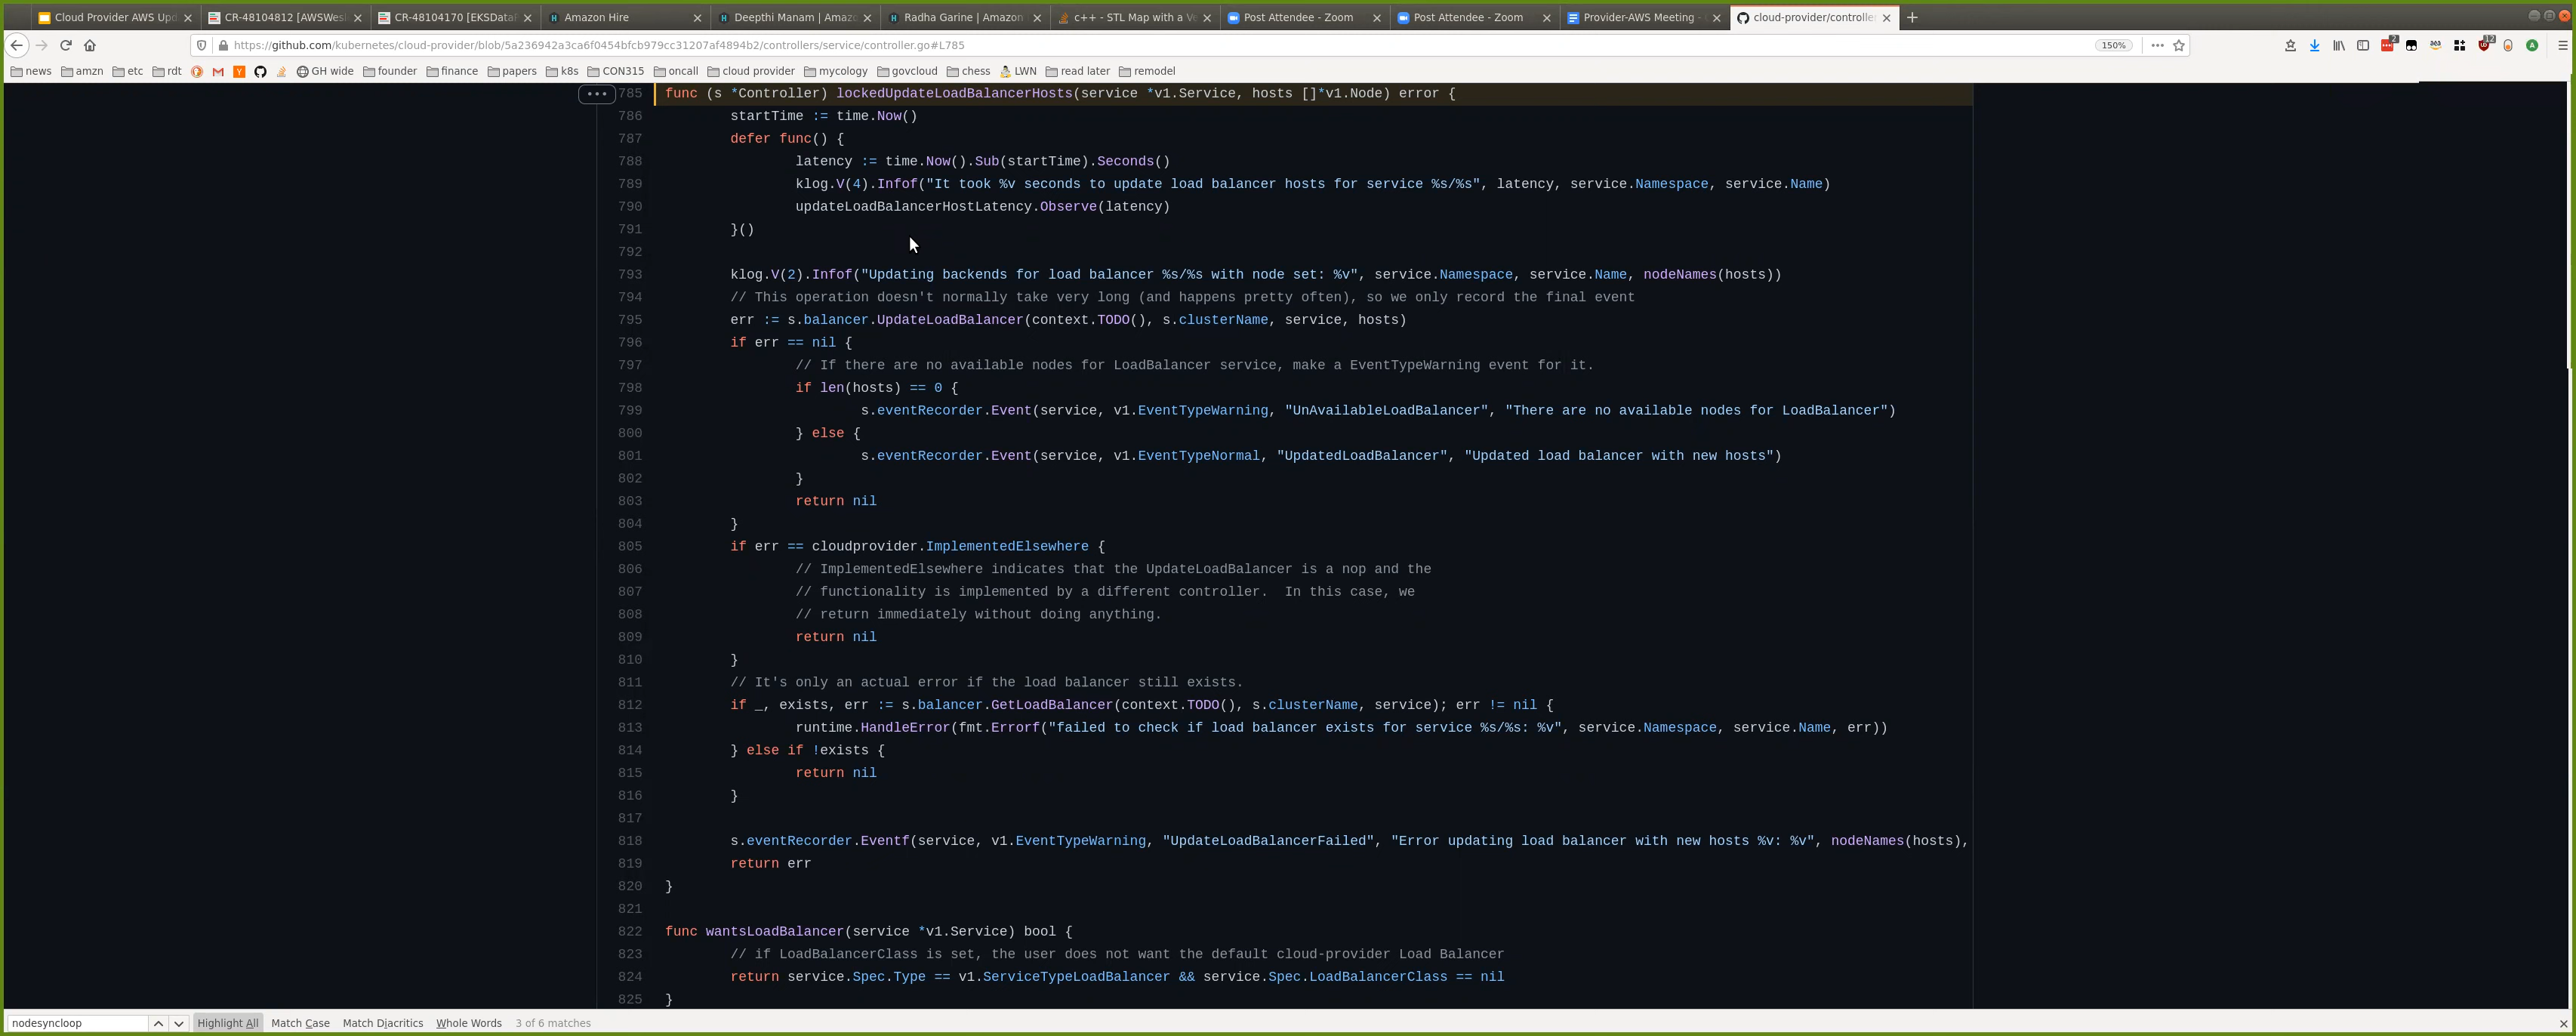 Cloud Provider AWS Upd
CR-48104812 [AWSWes
CR-48104170 [EKSData
Amazon Hire
Deepthi Manam | Amaz
Radha Garine | Amazon
c++ - STL Map with a Ve
Post Attendee - Zoom
Post Attendee - Zoom
Provider-AWS Meeting -
cloud-provider/controlle
https://github.com/kubernetes/cloud-provider/blob/5a236942a3ca6f0454bfcb979cc31207af4894b2/controllers/service/controller.go#L785 150%
news amzn etc rdt GH wide founder finance papers k8s CON315 oncall cloud provider mycology govcloud chess LWN read later remodel
785 func (s *Controller) lockedUpdateLoadBalancerHosts(service *v1.Service, hosts []*v1.Node) error {
786 startTime := time.Now()
787 defer func() {
788 latency := time.Now().Sub(startTime).Seconds()
789 klog.V(4).Infof("It took %v seconds to update load balancer hosts for service %s/%s", latency, service.Namespace, service.Name)
790 updateLoadBalancerHostLatency.Observe(latency)
791 }()
792
793 klog.V(2).Infof("Updating backends for load balancer %s/%s with node set: %v", service.Namespace, service.Name, nodeNames(hosts))
794 // This operation doesn't normally take very long (and happens pretty often), so we only record the final event
795 err := s.balancer.UpdateLoadBalancer(context.TODO(), s.clusterName, service, hosts)
796 if err == nil {
797 // If there are no available nodes for LoadBalancer service, make a EventTypeWarning event for it.
798 if len(hosts) == 0 {
799 s.eventRecorder.Event(service, v1.EventTypeWarning, "UnAvailableLoadBalancer", "There are no available nodes for LoadBalancer")
800 } else {
801 s.eventRecorder.Event(service, v1.EventTypeNormal, "UpdatedLoadBalancer", "Updated load balancer with new hosts")
802 }
803 return nil
804 }
805 if err == cloudprovider.ImplementedElsewhere {
806 // ImplementedElsewhere indicates that the UpdateLoadBalancer is a nop and the
807 // functionality is implemented by a different controller.  In this case, we
808 // return immediately without doing anything.
809 return nil
810 }
811 // It's only an actual error if the load balancer still exists.
812 if _, exists, err := s.balancer.GetLoadBalancer(context.TODO(), s.clusterName, service); err != nil {
813 runtime.HandleError(fmt.Errorf("failed to check if load balancer exists for service %s/%s: %v", service.Namespace, service.Name, err))
814 } else if !exists {
815 return nil
816 }
817
818 s.eventRecorder.Eventf(service, v1.EventTypeWarning, "UpdateLoadBalancerFailed", "Error updating load balancer with new hosts %v: %v", nodeNames(hosts),
819 return err
820 }
821
822 func wantsLoadBalancer(service *v1.Service) bool {
823 // if LoadBalancerClass is set, the user does not want the default cloud-provider Load Balancer
824 return service.Spec.Type == v1.ServiceTypeLoadBalancer && service.Spec.LoadBalancerClass == nil
825 }
nodesyncloop Highlight All Match Case Match Diacritics Whole Words 3 of 6 matches